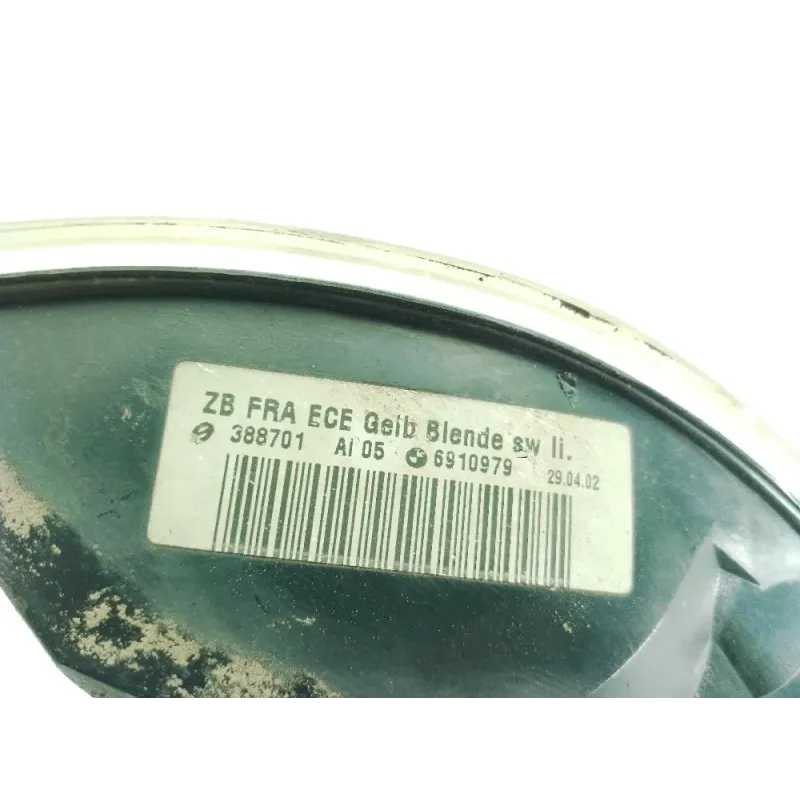 ZB FRA ECE Gelb Blende sw li.
388701 AI 05 6910979 29.04.02